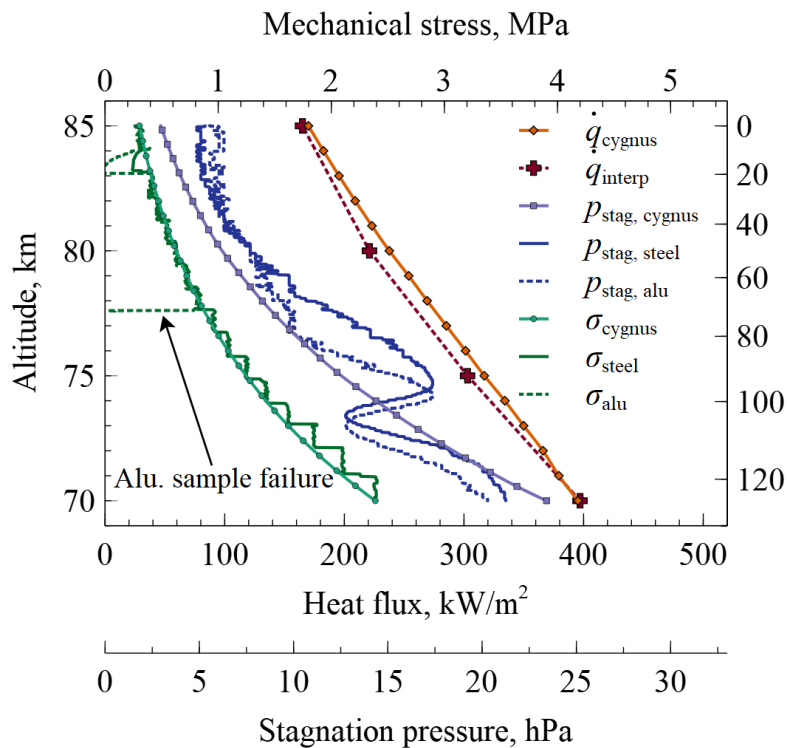 Mechanical stress, MPa
0 1 2 3 4 5
85 0
80
75
70
20
40
60
80
100
120
Altitude, km
q̇cygnus
q̇interp
pstag, cygnus
pstag, steel
pstag, alu
σcygnus
σsteel
σalu
Alu. sample failure
0 100 200 300 400 500
Heat flux, kW/m²
0 5 10 15 20 25 30
Stagnation pressure, hPa